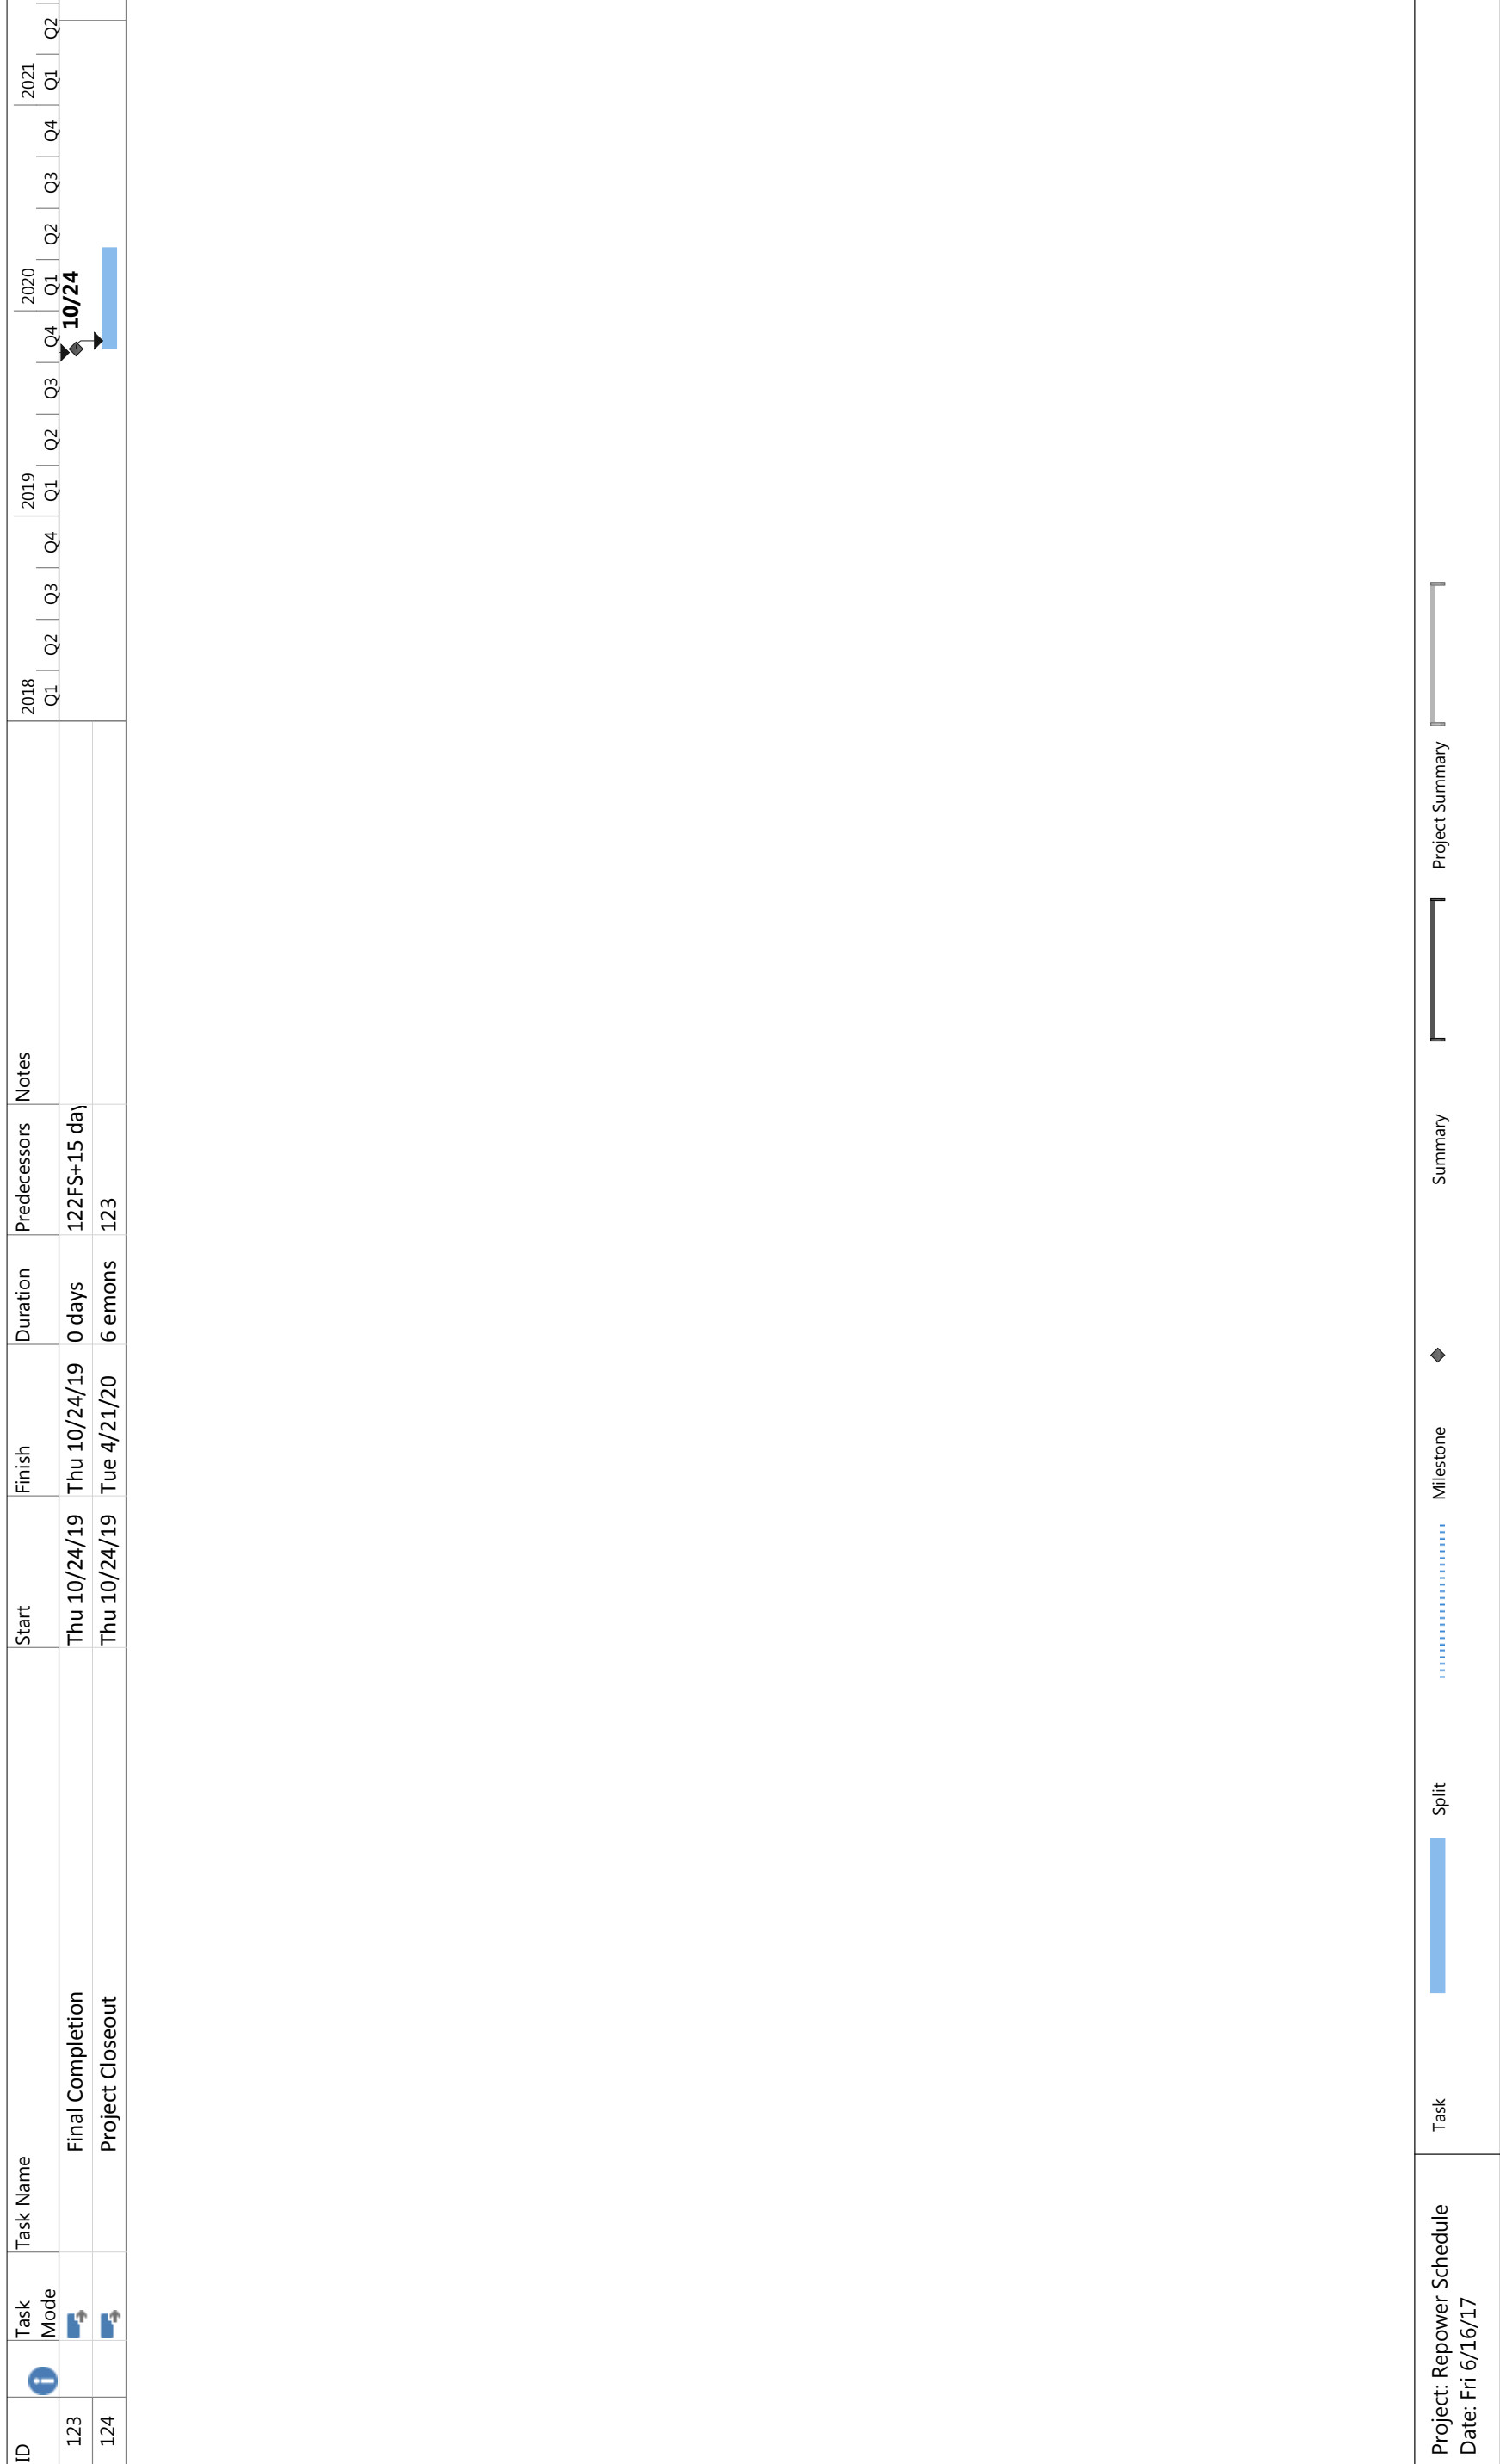 ID Task Mode Task Name Start Finish Duration Predecessors Notes
2018 2019 2020 2021
Q1 Q2 Q3 Q4 Q1 Q2 Q3 Q4 Q1 Q2 Q3 Q4 Q1 Q2
123 Final Completion Thu 10/24/19 Thu 10/24/19 0 days 122FS+15 day 10/24
124 Project Closeout Thu 10/24/19 Tue 4/21/20 6 emons 123
Project: Repower Schedule
Date: Fri 6/16/17
Task Split Milestone Summary Project Summary